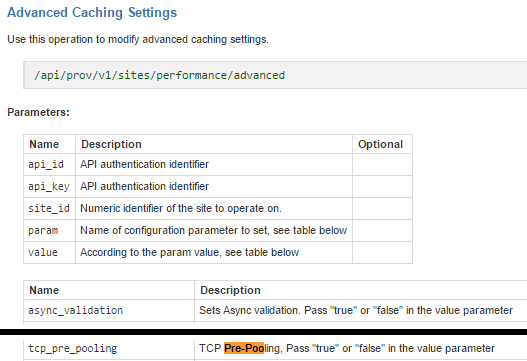 Advanced Caching Settings
Use this operation to modify advanced caching settings.
/api/prov/v1/sites/performance/advanced
Parameters:
Name Description Optional
api_id API authentication identifier
api_key API authentication identifier
site_id Numeric identifier of the site to operate on.
param Name of configuration parameter to set, see table below
value According to the param value, see table below
Name Description
async_validation Sets Async validation. Pass "true" or "false" in the value parameter
tcp_pre_pooling TCP Pre-Pooling, Pass "true" or "false" in the value parameter